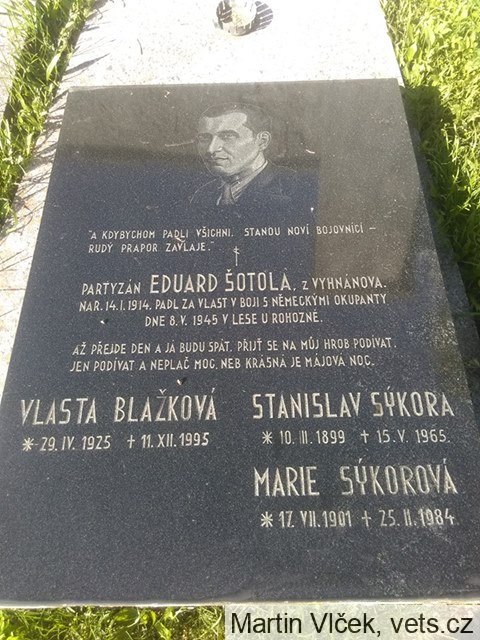 "A KDYBYCHOM PADLI VŠICHNI. STANOU NOVÍ BOJOVNÍCI –
RUDÝ PRAPOR ZAVLAJE."
PARTYZÁN EDUARD ŠOTOLA, Z VYHNÁNOVA.
NAR. 14. I. 1914, PADL ZA VLAST V BOJI S NĚMECKÝMI OKUPANTY
DNE 8. V. 1945 V LESE U ROHOZNÉ.
AŽ PŘEJDE DEN A JÁ BUDU SPÁT, PŘIJĎ SE NA MŮJ HROB PODÍVAT.
JEN PODÍVAT A NEPLAČ MOC, NEB KRÁSNÁ JE MÁJOVÁ NOC.
VLASTA BLAŽKOVÁ
* 29. IV. 1925 † 11. XII. 1995
STANISLAV SÝKORA
* 10. II. 1899 † 15. V. 1965.
MARIE SÝKOROVÁ
* 17. VII. 1901 † 25. II. 1984
Martin Vlček, vets.cz